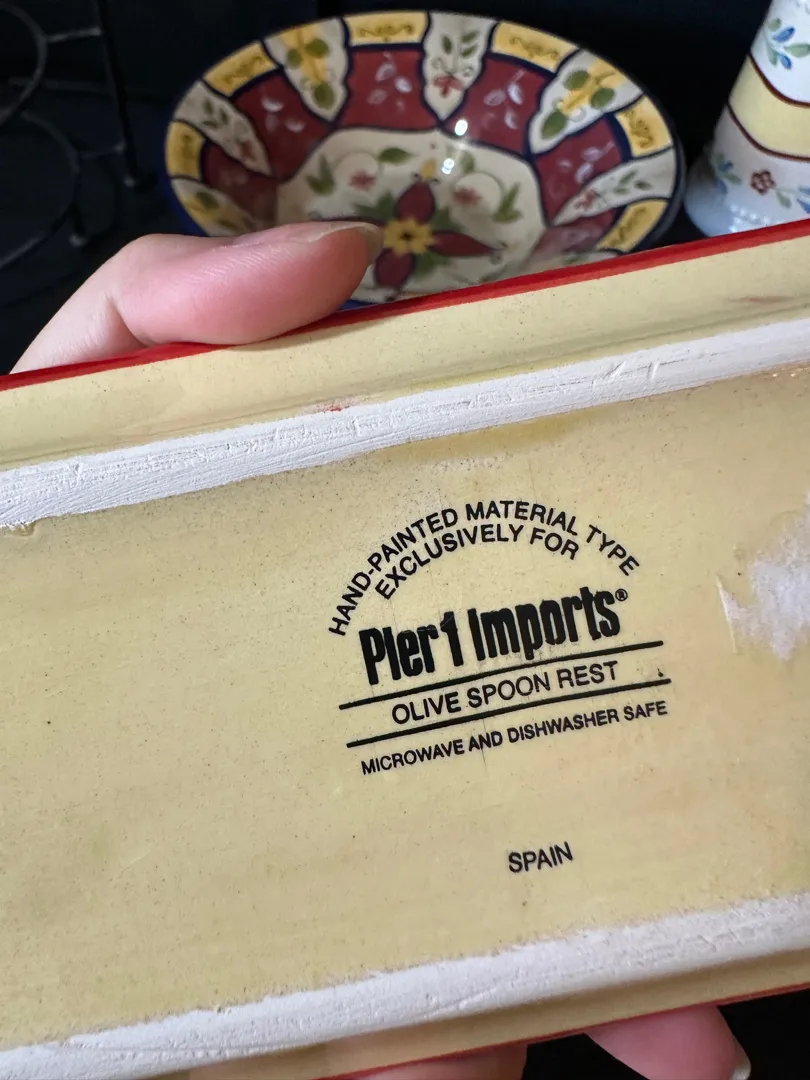 HAND-PAINTED MATERIAL TYPE
EXCLUSIVELY FOR
Pier 1 Imports®
OLIVE SPOON REST
MICROWAVE AND DISHWASHER SAFE
SPAIN